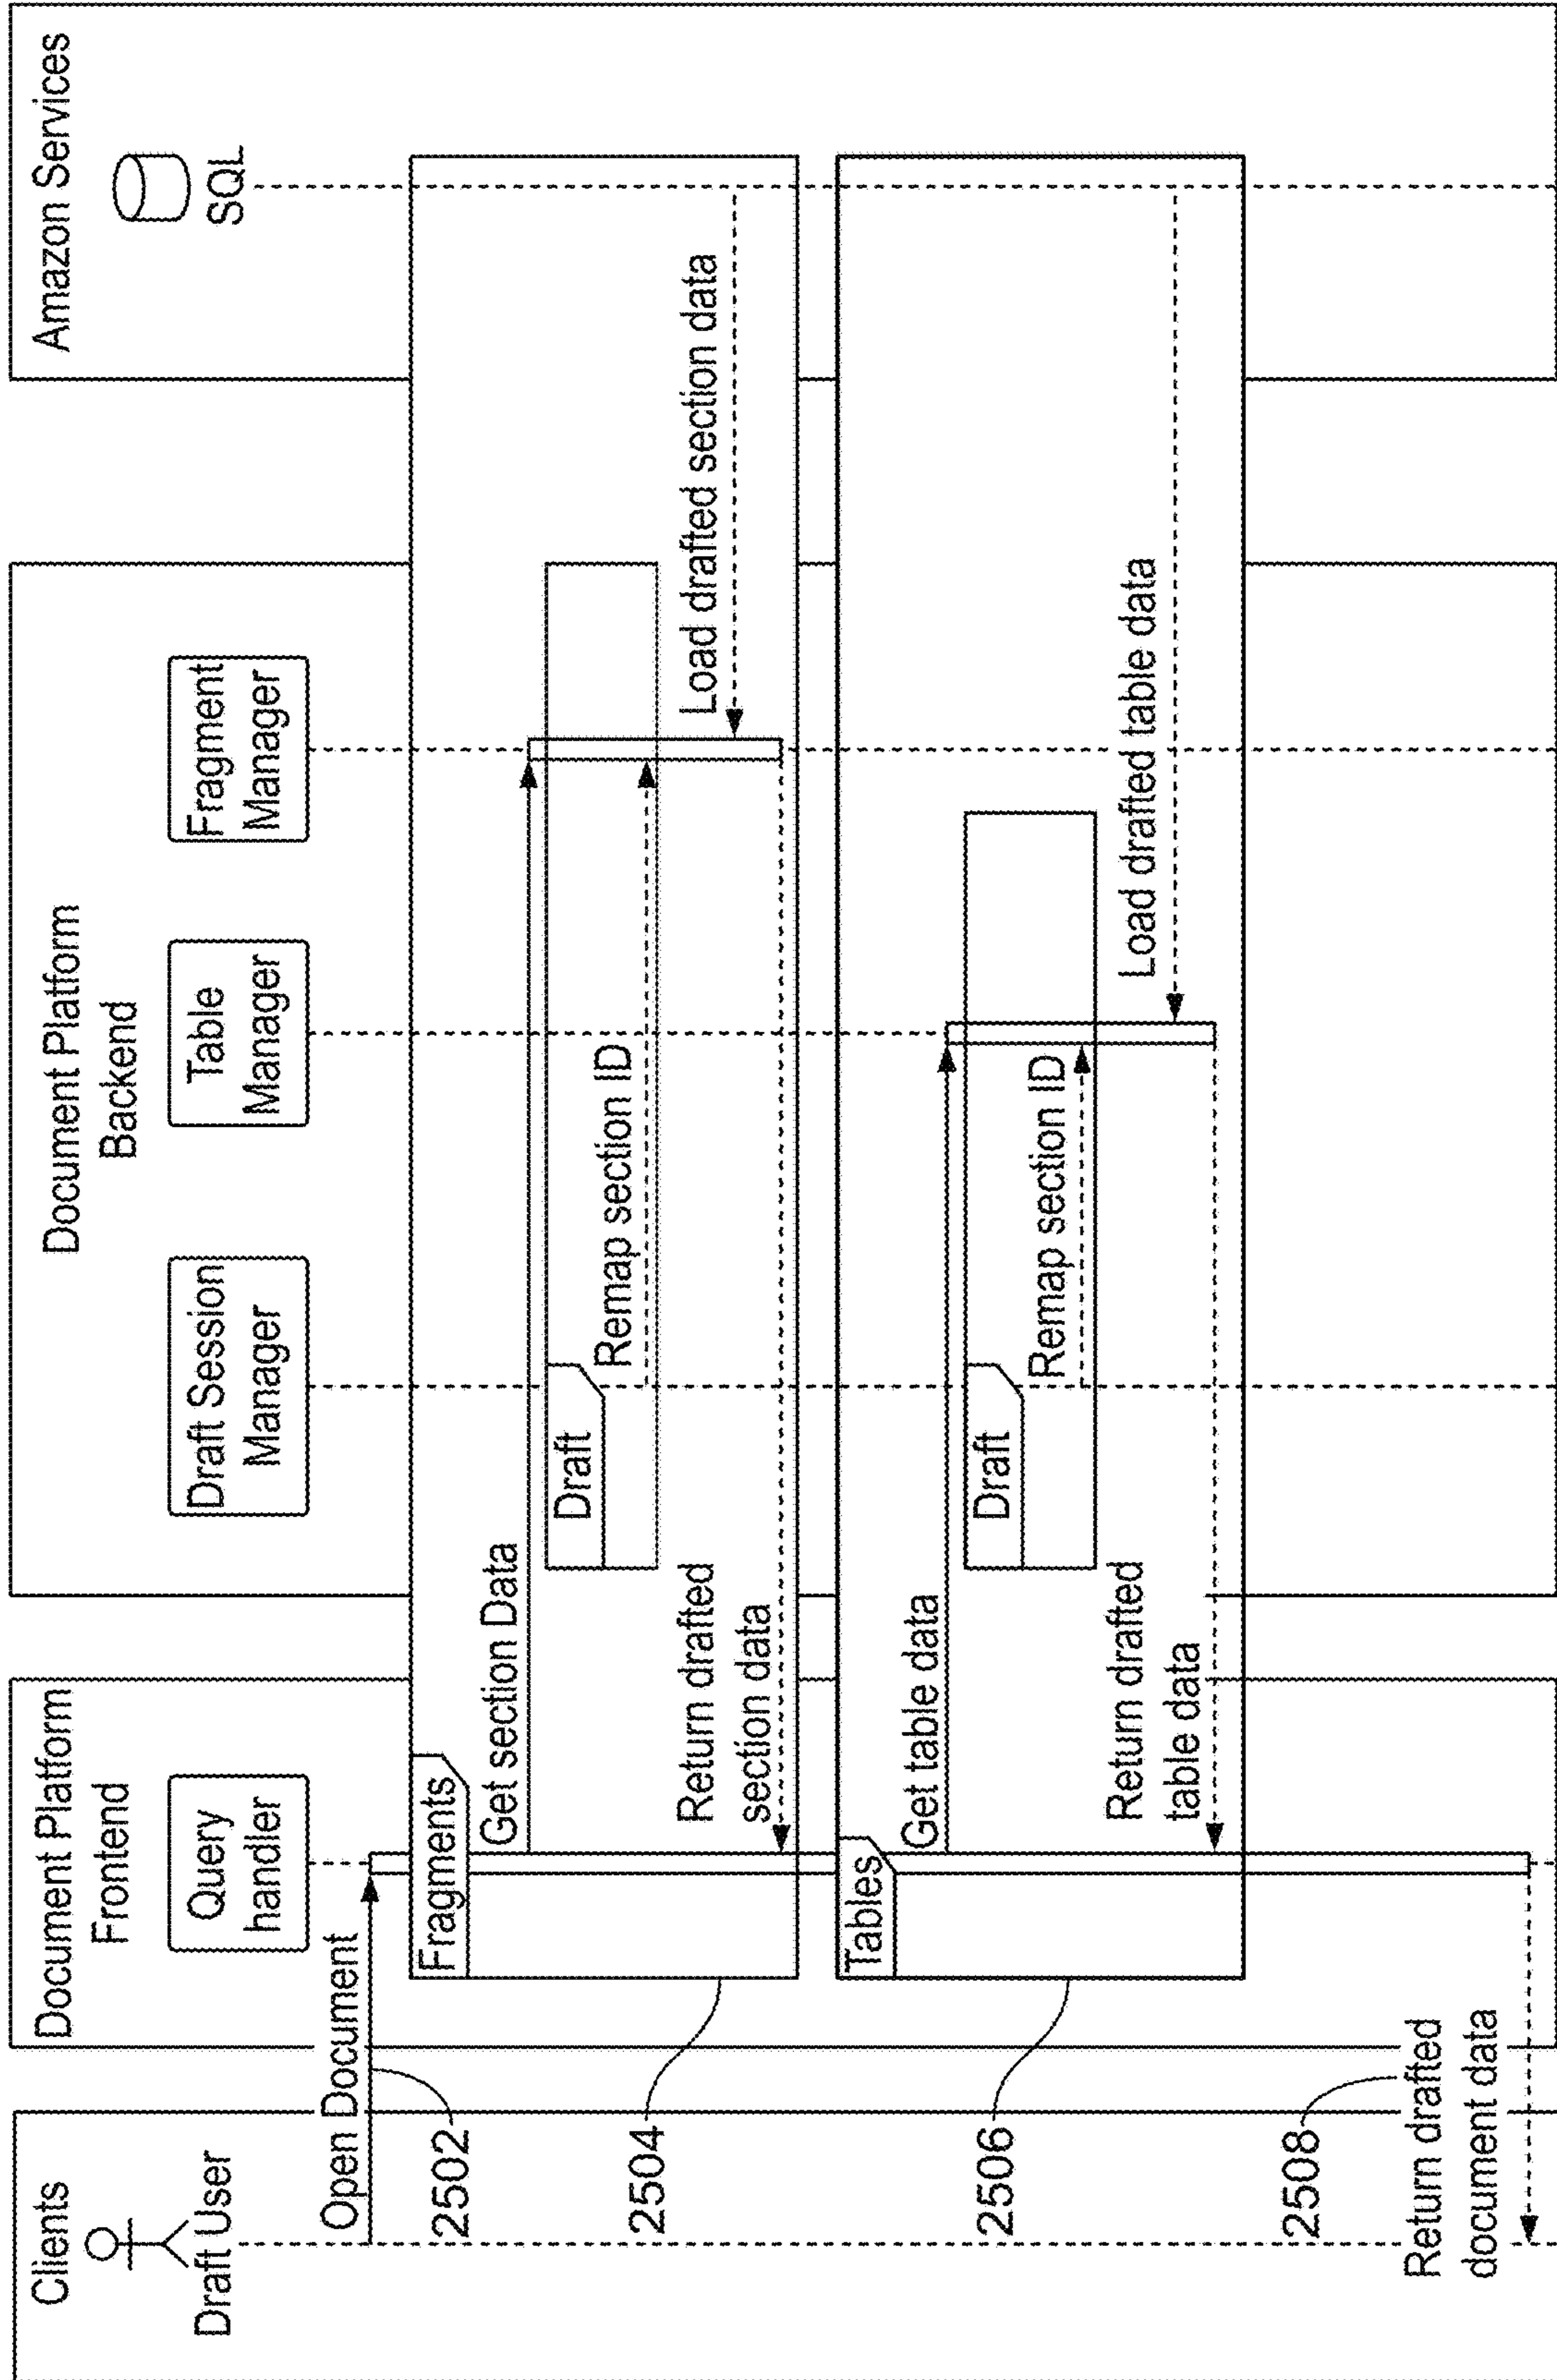 Clients
Draft User
Document Platform
Frontend
Query
handler
Document Platform
Backend
Draft Session
Manager
Table
Manager
Fragment
Manager
Amazon Services
SQL
Open Document
2502
Fragments
Get section Data
Draft
Remap section ID
Load drafted section data
Return drafted
section data
2504
Tables
Get table data
Draft
Remap section ID
Load drafted table data
Return drafted
table data
2506
2508
Return drafted
document data